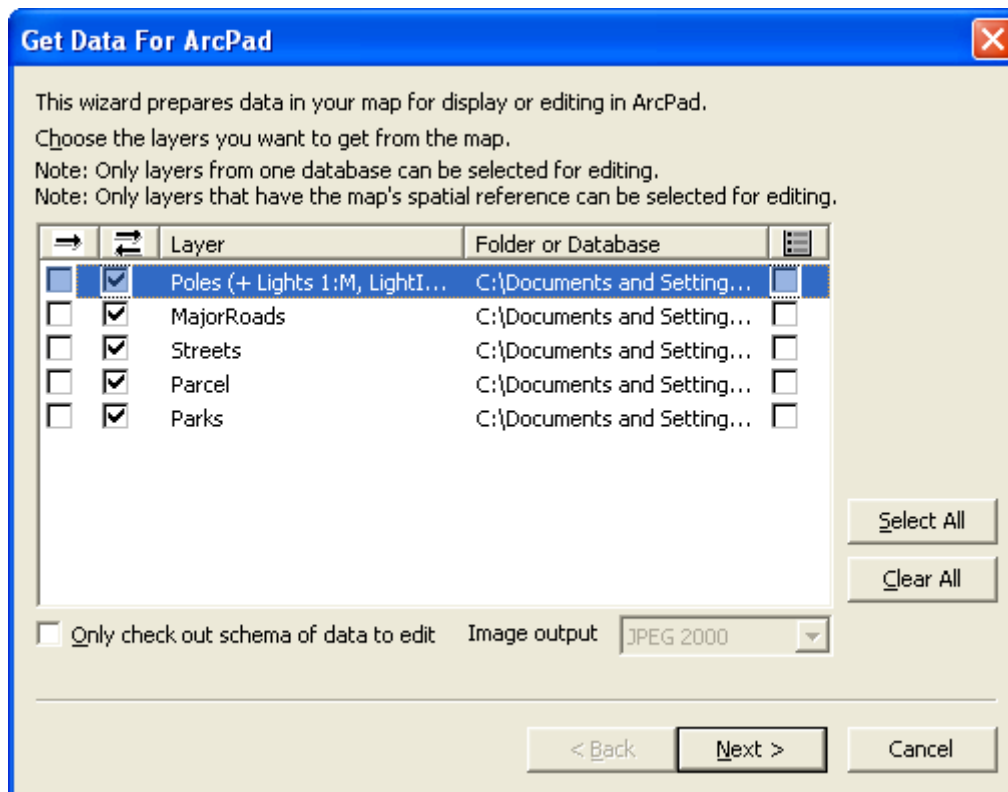 Get Data For ArcPad
This wizard prepares data in your map for display or editing in ArcPad.
Choose the layers you want to get from the map.
Note: Only layers from one database can be selected for editing.
Note: Only layers that have the map's spatial reference can be selected for editing.
Layer Folder or Database
Poles (+ Lights 1:M, LightI... C:\Documents and Setting...
MajorRoads C:\Documents and Setting...
Streets C:\Documents and Setting...
Parcel C:\Documents and Setting...
Parks C:\Documents and Setting...
Select All
Clear All
Only check out schema of data to edit Image output JPEG 2000
< Back Next > Cancel